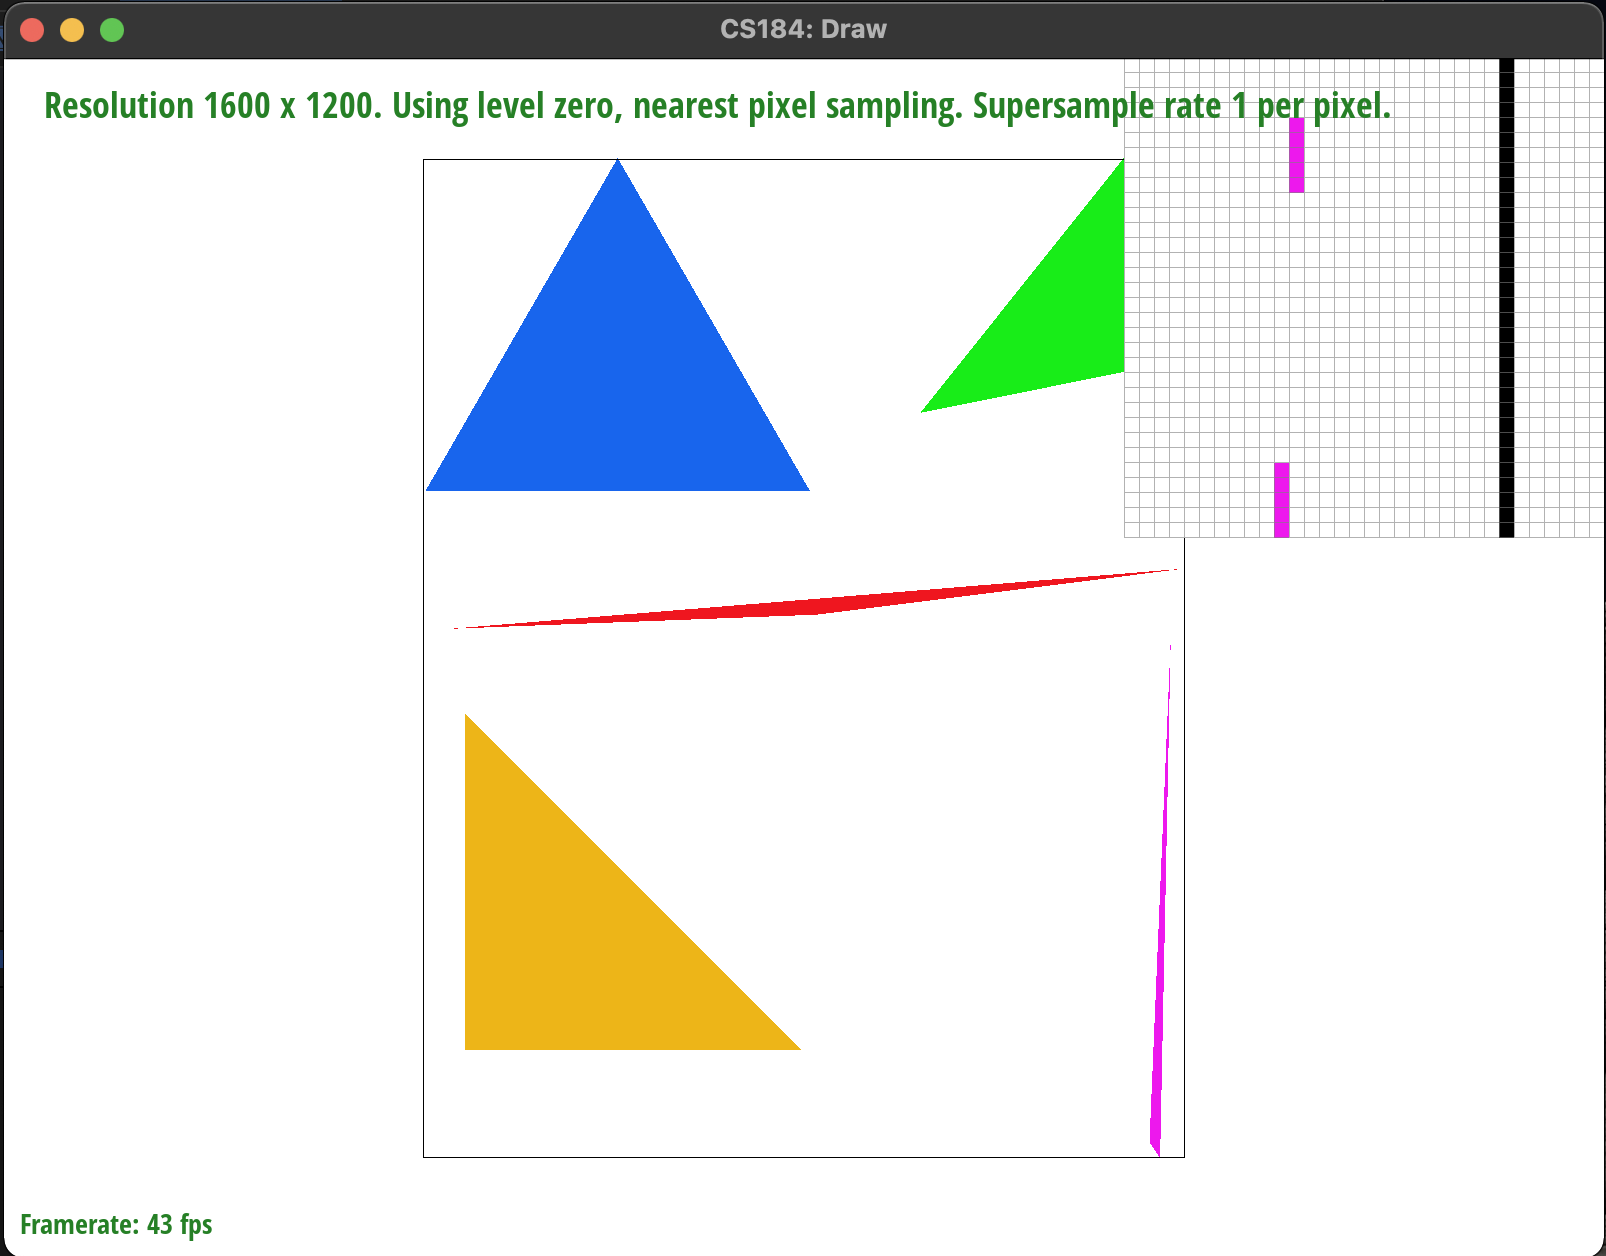 CS184: Draw
Resolution 1600 x 1200. Using level zero, nearest pixel sampling. Supersample rate 1 per pixel.
Framerate: 43 fps